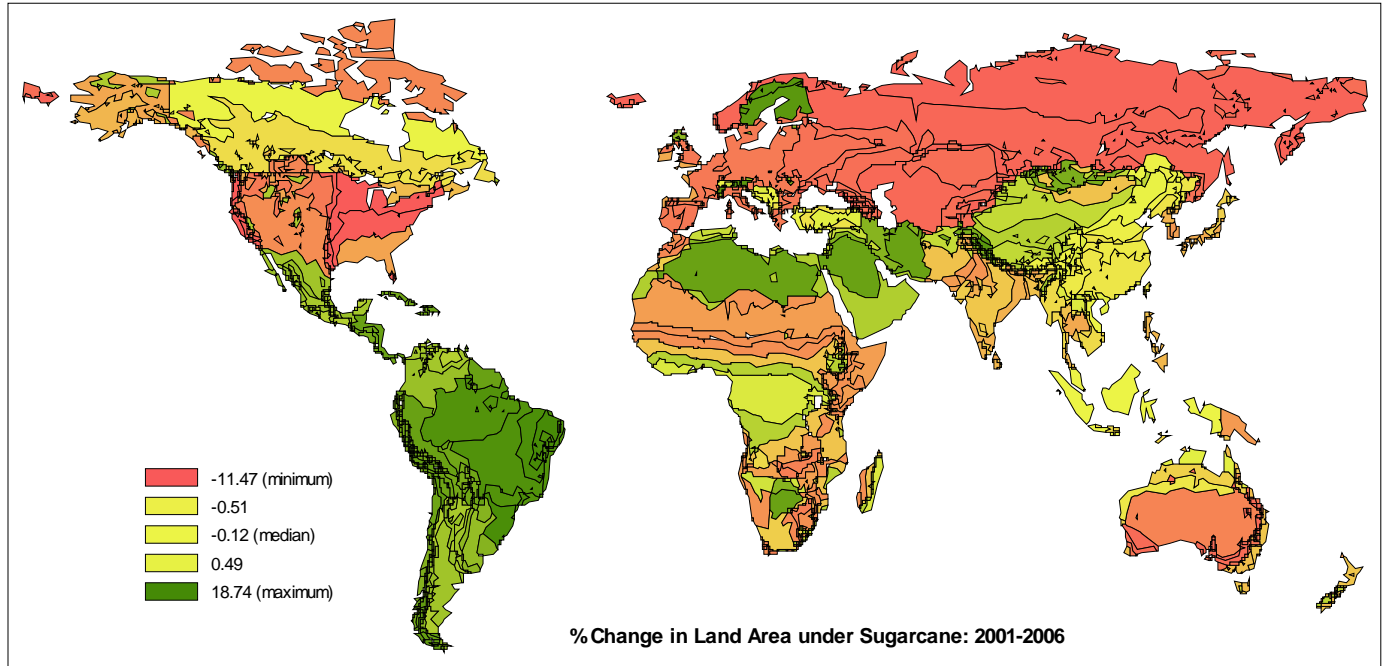 -11.47 (minimum)
-0.51
-0.12 (median)
0.49
18.74 (maximum)
% Change in Land Area under Sugarcane: 2001-2006